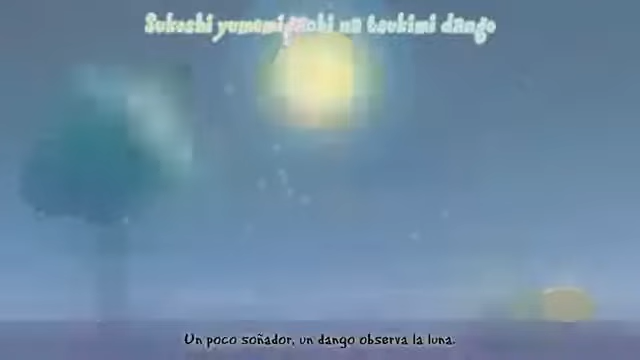 Sukoshi yumemigachi na tsukimi dango
Un poco soñador, un dango observa la luna.